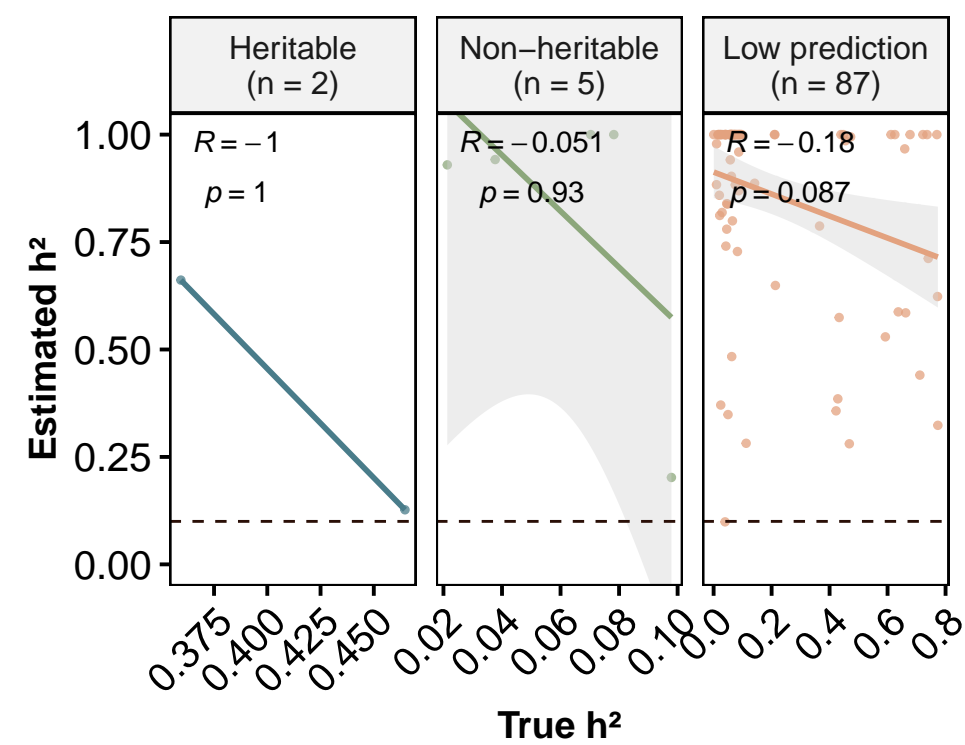 Heritable
(n = 2)
Non−heritable
(n = 5)
Low prediction
(n = 87)
R = −1
p = 1
R = −0.051
p = 0.93
R = −0.18
p = 0.087
Estimated h²
1.00
0.75
0.50
0.25
0.00
0.375
0.400
0.425
0.450
0.02
0.04
0.06
0.08
0.10
0.0
0.2
0.4
0.6
0.8
True h²